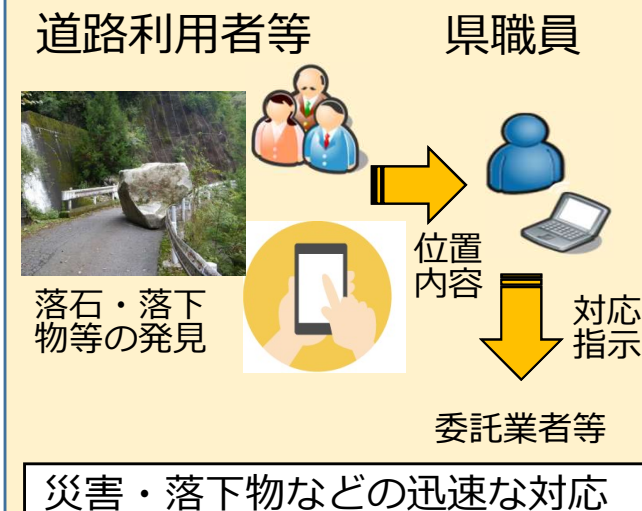 道路利用者等
県職員
位置
内容
落石・落下
物等の発見
対応
指示
委託業者等
災害・落下物などの迅速な対応